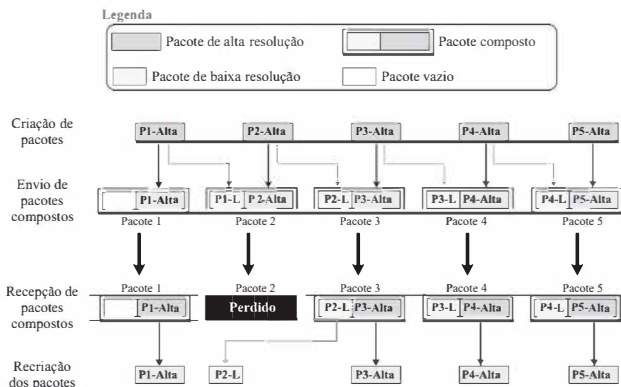 Legenda
Pacote de alta resolução
Pacote composto
Pacote de baixa resolução
Pacote vazio
Criação de
pacotes
P1-Alta
P2-Alta
P3-Alta
P4-Alta
P5-Alta
Envio de
pacotes
compostos
P1-Alta
P1-L P2-Alta
P2-L P3-Alta
P3-L P4-Alta
P4-L P5-Alta
Pacote 1
Pacote 2
Pacote 3
Pacote 4
Pacote 5
Pacote 1
Pacote 2
Pacote 3
Pacote 4
Pacote 5
Recepção de
pacotes
compostos
P1-Alta
Perdido
P2-L P3-Alta
P3-L P4-Alta
P4-L P5-Alta
Recriação
dos pacotes
P1-Alta
P2-L
P3-Alta
P4-Alta
P5-Alta